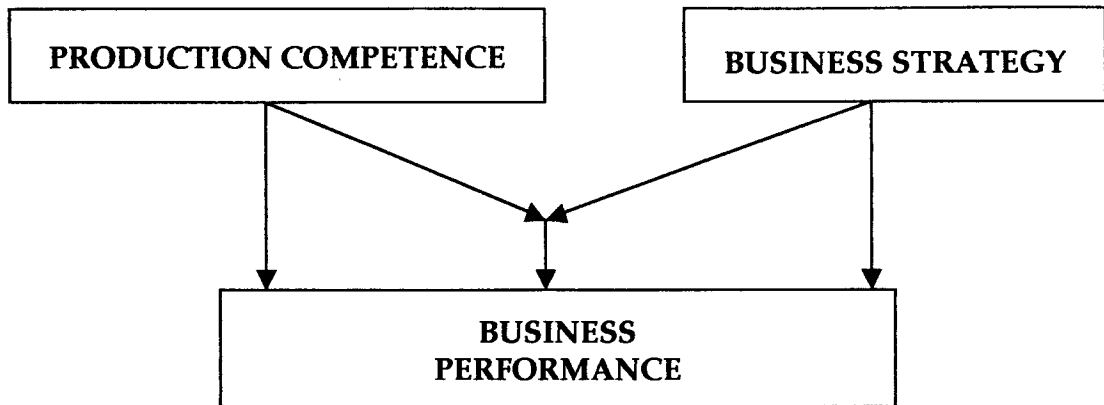 PRODUCTION COMPETENCE
BUSINESS STRATEGY
BUSINESS
PERFORMANCE